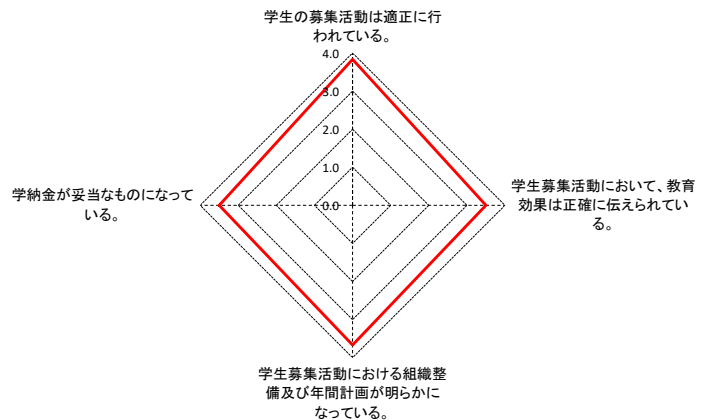 学生の募集活動は適正に行
われている。
4.0
3.0
2.0
1.0
0.0
学納金が妥当なものになって
いる。
学生募集活動において、教育
効果は正確に伝えられてい
る。
学生募集活動における組織整
備及び年間計画が明らかに
なっている。